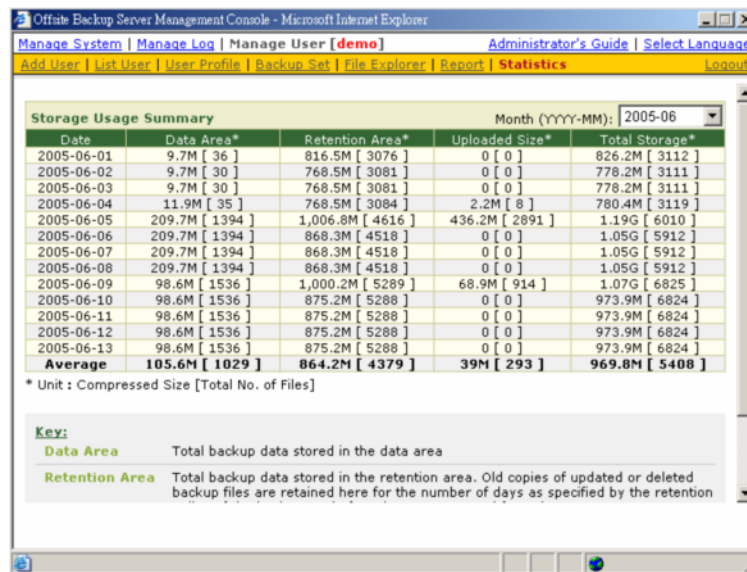 Offsite Backup Server Management Console - Microsoft Internet Explorer
Manage System | Manage Log | Manage User [demo] Administrator's Guide | Select Language
Add User | List User | User Profile | Backup Set | File Explorer | Report | Statistics Logout
Storage Usage Summary Month (YYYY-MM): 2005-06
Date Data Area* Retention Area* Uploaded Size* Total Storage*
2005-06-01 9.7M [ 36 ] 816.5M [ 3076 ] 0 [ 0 ] 826.2M [ 3112 ]
2005-06-02 9.7M [ 30 ] 768.5M [ 3081 ] 0 [ 0 ] 778.2M [ 3111 ]
2005-06-03 9.7M [ 30 ] 768.5M [ 3081 ] 0 [ 0 ] 778.2M [ 3111 ]
2005-06-04 11.9M [ 35 ] 768.5M [ 3084 ] 2.2M [ 8 ] 780.4M [ 3119 ]
2005-06-05 209.7M [ 1394 ] 1,006.8M [ 4616 ] 436.2M [ 2891 ] 1.19G [ 6010 ]
2005-06-06 209.7M [ 1394 ] 868.3M [ 4518 ] 0 [ 0 ] 1.05G [ 5912 ]
2005-06-07 209.7M [ 1394 ] 868.3M [ 4518 ] 0 [ 0 ] 1.05G [ 5912 ]
2005-06-08 209.7M [ 1394 ] 868.3M [ 4518 ] 0 [ 0 ] 1.05G [ 5912 ]
2005-06-09 98.6M [ 1536 ] 1,000.2M [ 5289 ] 68.9M [ 914 ] 1.07G [ 6825 ]
2005-06-10 98.6M [ 1536 ] 875.2M [ 5288 ] 0 [ 0 ] 973.9M [ 6824 ]
2005-06-11 98.6M [ 1536 ] 875.2M [ 5288 ] 0 [ 0 ] 973.9M [ 6824 ]
2005-06-12 98.6M [ 1536 ] 875.2M [ 5288 ] 0 [ 0 ] 973.9M [ 6824 ]
2005-06-13 98.6M [ 1536 ] 875.2M [ 5288 ] 0 [ 0 ] 973.9M [ 6824 ]
Average 105.6M [ 1029 ] 864.2M [ 4379 ] 39M [ 293 ] 969.8M [ 5408 ]
* Unit : Compressed Size [Total No. of Files]
Key:
Data Area Total backup data stored in the data area
Retention Area Total backup data stored in the retention area. Old copies of updated or deleted
backup files are retained here for the number of days as specified by the retention